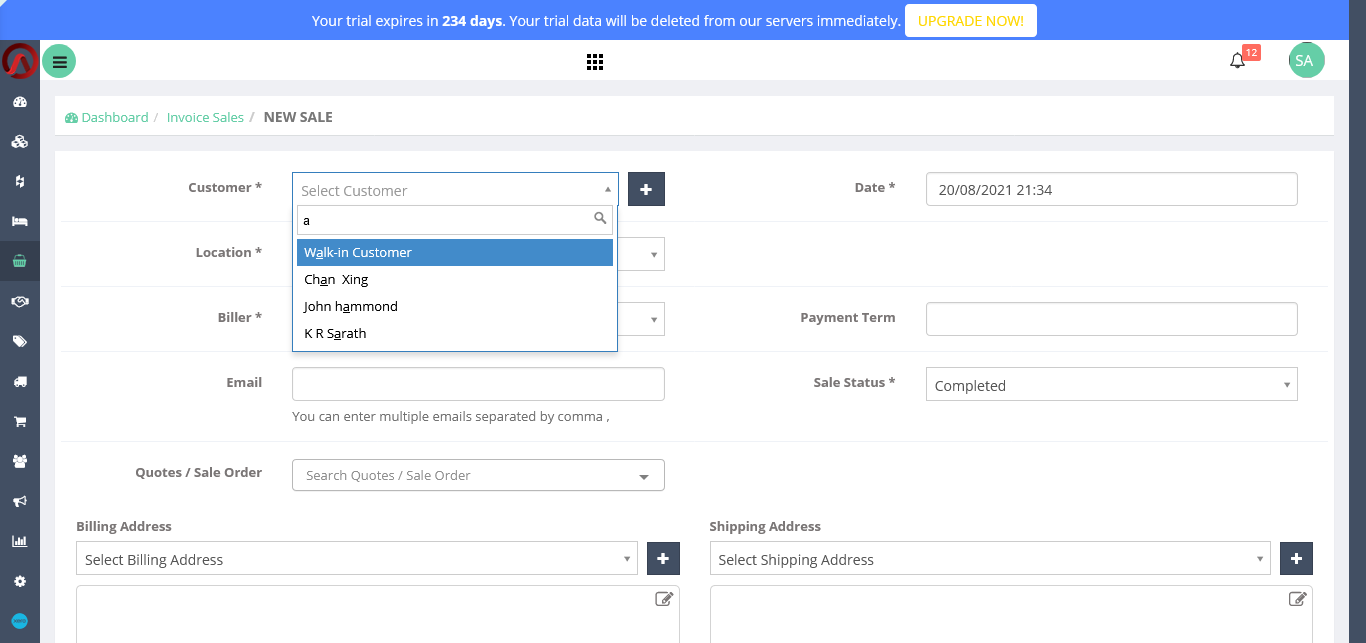 Your trial expires in 234 days. Your trial data will be deleted from our servers immediately. UPGRADE NOW!
12
SA
Dashboard / Invoice Sales / NEW SALE
Customer *
Select Customer
Date *
20/08/2021 21:34
a
Walk-in Customer
Chan Xing
John hammond
K R Sarath
Location *
Biller *
Payment Term
Email
You can enter multiple emails separated by comma ,
Sale Status *
Completed
Quotes / Sale Order
Search Quotes / Sale Order
Billing Address
Shipping Address
Select Billing Address
Select Shipping Address